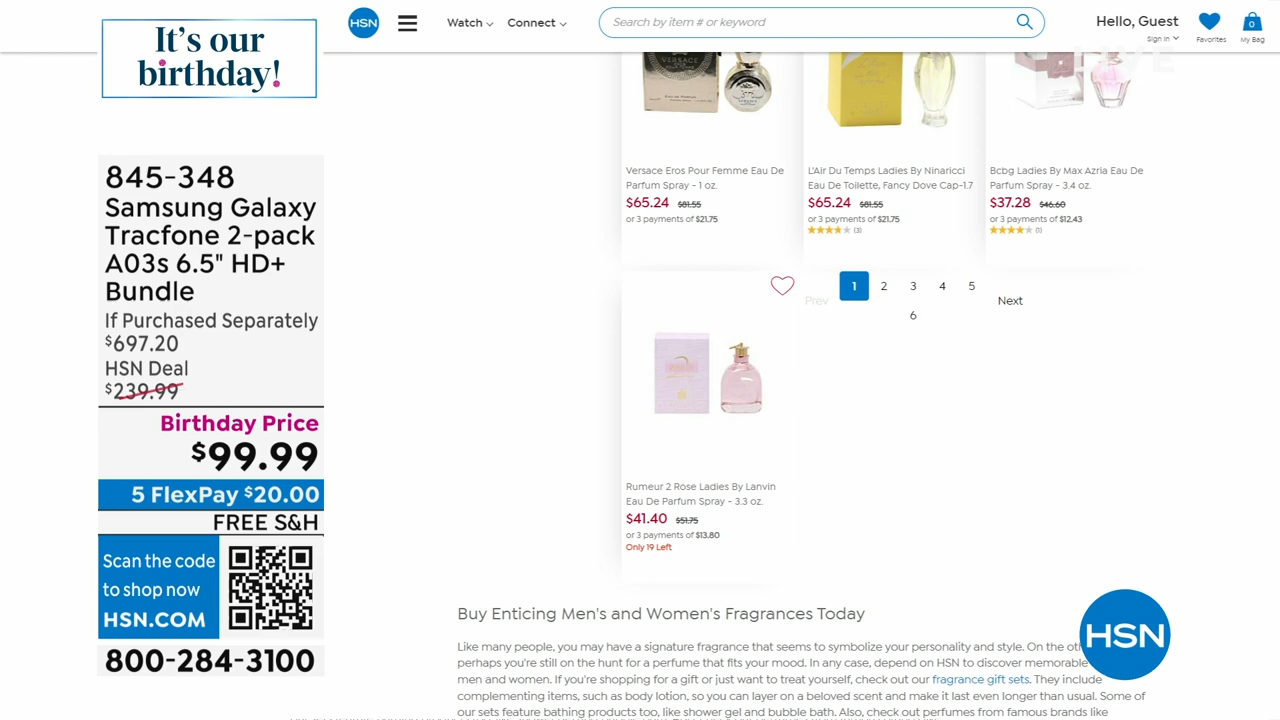 It's our
birthday!
845-348
Samsung Galaxy
Tracfone 2-pack
A03s 6.5" HD+
Bundle
If Purchased Separately
$697.20
HSN Deal
$239.99
Birthday Price
$99.99
5 FlexPay $20.00
FREE S&H
Scan the code
to shop now
HSN.COM
800-284-3100
HSN
Watch
Connect
Search by item # or keyword
Hello, Guest
Sign In
Favorites
0
My Bag
LIVE
VERSACE
Versace Eros Pour Femme Eau De
Parfum Spray - 1 oz.
$65.24 $81.55
or 3 payments of $21.75
L'Air Du Temps Ladies By Ninaricci
Eau De Toilette, Fancy Dove Cap-1.7
$65.24 $81.55
or 3 payments of $21.75
(3)
Bcbg Ladies By Max Azria Eau De
Parfum Spray - 3.4 oz.
$37.28 $46.60
or 3 payments of $12.43
(1)
Prev 1 2 3 4 5
6
Next
Rumeur 2 Rose Ladies By Lanvin
Eau De Parfum Spray - 3.3 oz.
$41.40 $51.75
or 3 payments of $13.80
Only 19 Left
Buy Enticing Men's and Women's Fragrances Today
Like many people, you may have a signature fragrance that seems to symbolize your personality and style. On the
perhaps you're still on the hunt for a perfume that fits your mood. In any case, depend on HSN to discover memorable
men and women. If you're shopping for a gift or just want to treat yourself, check out our fragrance gift sets. They include
complementing items, such as body lotion, so you can layer on a beloved scent and make it last even longer than usual. Some of
our sets feature bathing products too, like shower gel and bubble bath. Also, check out perfumes from famous brands like
HSN